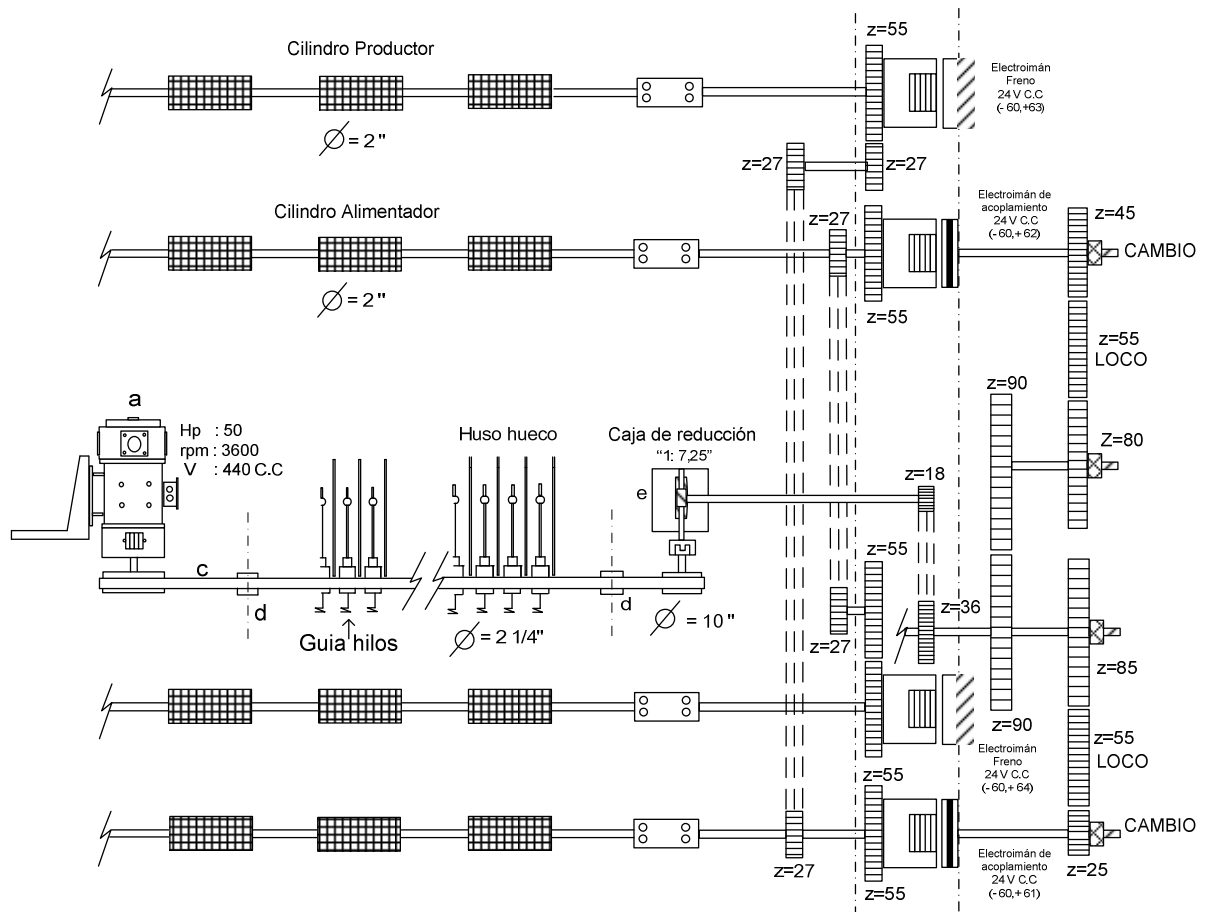 z=55
Cilindro Productor
Electroimán
Freno
24 V C.C
(- 60,+63)
Ø = 2 "
z=27
z=27
Electroimán de
acoplamiento
24 V C.C
(-60,+ 62)
Cilindro Alimentador
z=27
z=45
CAMBIO
Ø = 2 "
z=55
z=55
LOCO
z=90
a
Hp : 50
rpm : 3600
V : 440 C.C
Huso hueco
Caja de reducción
"1: 7,25"
Z=80
e
z=18
z=55
c
d
d
z=36
Guia hilos
Ø = 2 1/4"
Ø = 10 "
z=27
z=85
z=90
Electroimán
Freno
24 V C.C
(- 60,+ 64)
z=55
LOCO
z=55
CAMBIO
Electroimán de
acoplamiento
24 V C.C
(-60,+ 61)
z=27
z=55
z=25